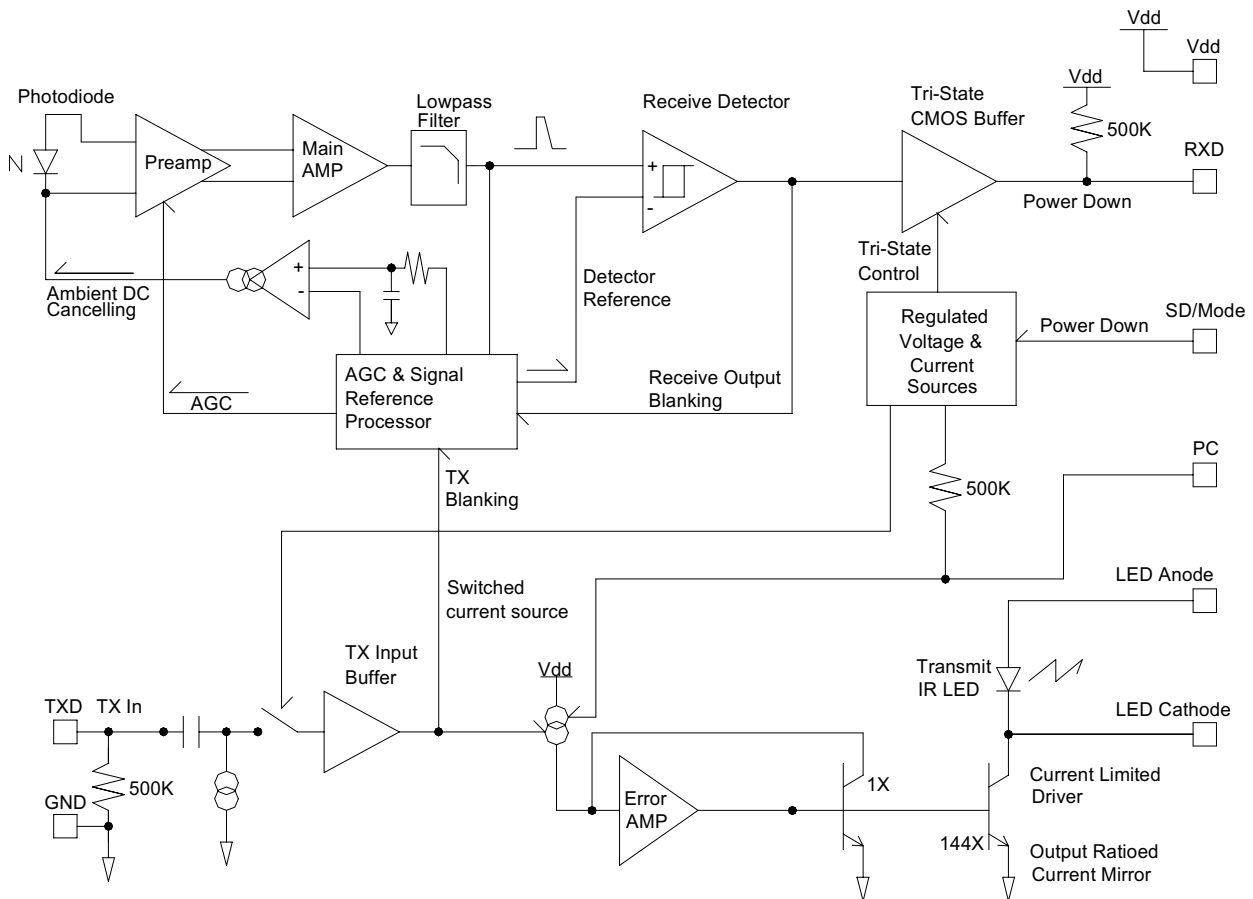 Vdd
Vdd
Vdd
Photodiode
Lowpass
Filter
Receive Detector
Tri-State
CMOS Buffer
500K
RXD
Preamp
Main
AMP
+
-
Power Down
Tri-State
Control
+
-
Ambient DC
Cancelling
Detector
Reference
Regulated
Voltage &
Current
Sources
Power Down
SD/Mode
AGC & Signal
Reference
Processor
AGC
Receive Output
Blanking
TX
Blanking
500K
PC
Switched
current source
LED Anode
TX Input
Buffer
Vdd
Transmit
IR LED
TXD
TX In
LED Cathode
500K
GND
Error
AMP
1X
Current Limited
Driver
144X
Output Ratioed
Current Mirror